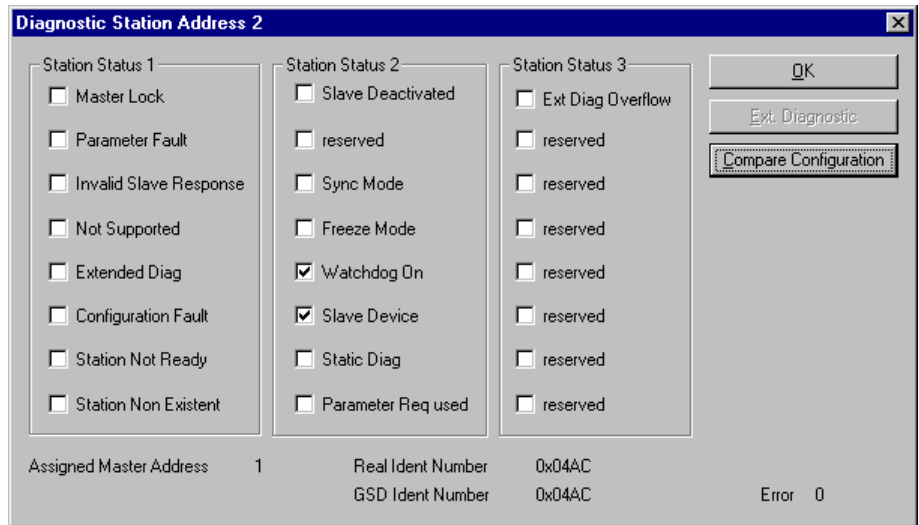 Diagnostic Station Address 2
Station Status 1
Master Lock
Parameter Fault
Invalid Slave Response
Not Supported
Extended Diag
Configuration Fault
Station Not Ready
Station Non Existent
Station Status 2
Slave Deactivated
reserved
Sync Mode
Freeze Mode
Watchdog On
Slave Device
Static Diag
Parameter Req used
Station Status 3
Ext Diag Overflow
reserved
reserved
reserved
reserved
reserved
reserved
reserved
OK
Ext. Diagnostic
Compare Configuration
Assigned Master Address 1
Real Ident Number 0x04AC
GSD Ident Number 0x04AC
Error 0